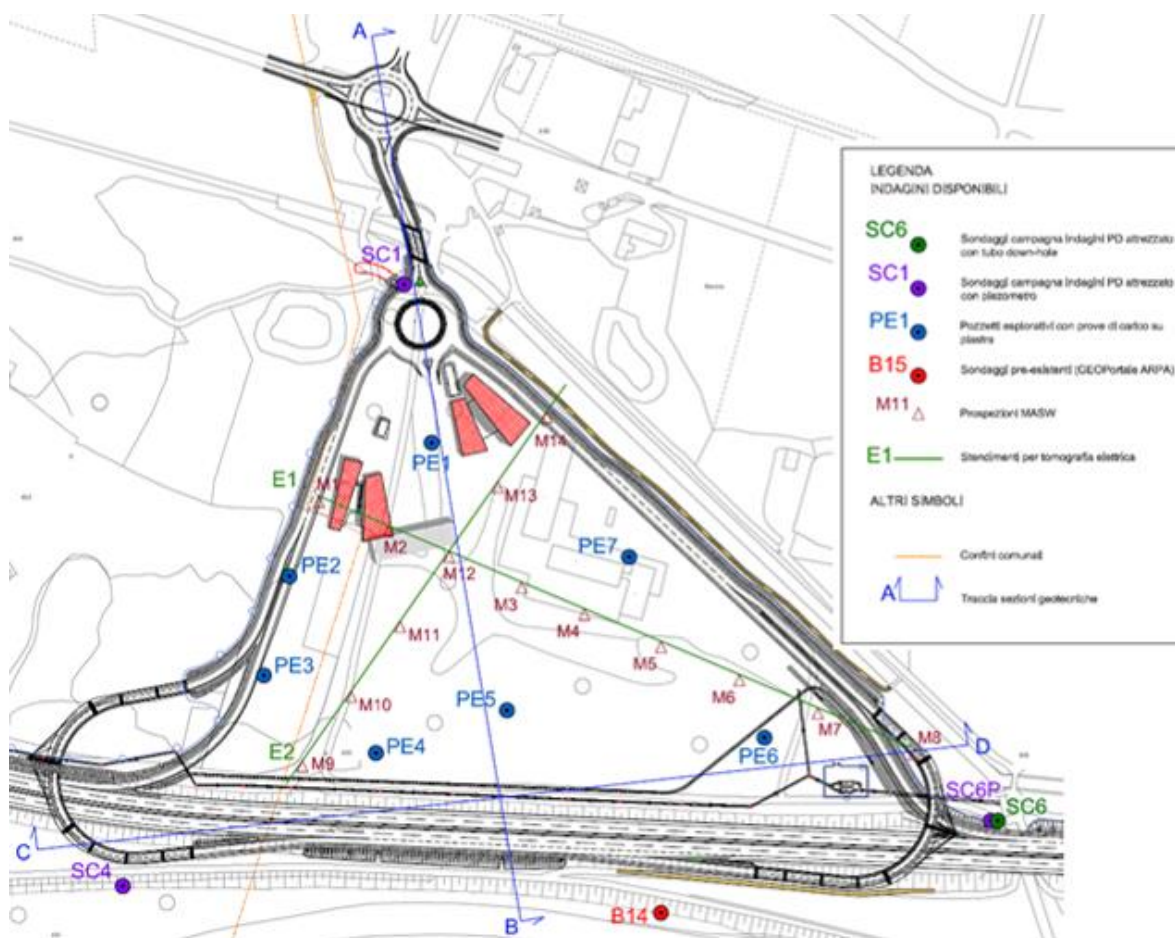 A
SC1
E1
M1
M2
PE1
M14
M13
M12
PE7
PE2
M3
M4
M11
M5
M6
PE3
M10
PE5
M7
E2
PE4
PE6
M8
M9
D
SC6P
SC6
C
SC4
B14
B
LEGENDA
INDAGINI DISPONIBILI
SC6
Sondaggi campagna Indagini PD attrezzato
con tubo down-hole
SC1
Sondaggi campagna Indagini PD attrezzato
con piezometro
PE1
Pozzetti esplorativi con prove di carico su
piastra
B15
Sondaggi pre-esistenti (GEOPortale ARPA)
M11
Prospezioni MASW
E1
Stendimenti per tomografia elettrica
ALTRI SIMBOLI
Confini comunali
A
Traccia sezioni geotecniche